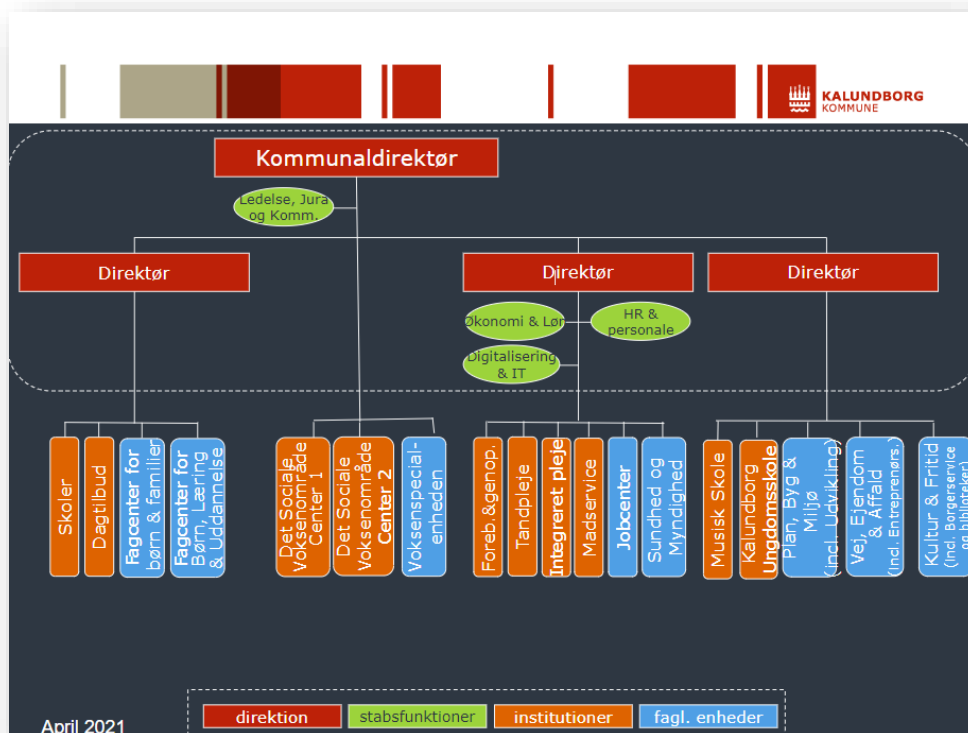 KALUNDBORG
KOMMUNE
Kommunaldirektør
Ledelse, Jura
og Komm.
Direktør
Direktør
Direktør
Økonomi & Løn
HR &
personale
Digitalisering
& IT
Skoler
Dagtilbud
Fagcenter for
børn & familier
Fagcenter for
Børn, Læring
& Uddannelse
Det Sociale
Voksenområde,
Center 1
Det Sociale
Voksenområde
Center 2
Voksenspecial-
enheden
Foreb.&genop.
Tandpleje
Integreret pleje
Madservice
Jobcenter
Sundhed og
Myndighed
Musisk Skole
Kalundborg
Ungdomsskole
Plan, Byg &
Miljø
(Incl. Udvikling)
Vej, Ejendom
& Affald
(Incl. Entreprenørs.)
Kultur & Fritid
(Incl. Borgerservice
og biblioteker)
April 2021
direktion
stabsfunktioner
institutioner
fagl. enheder